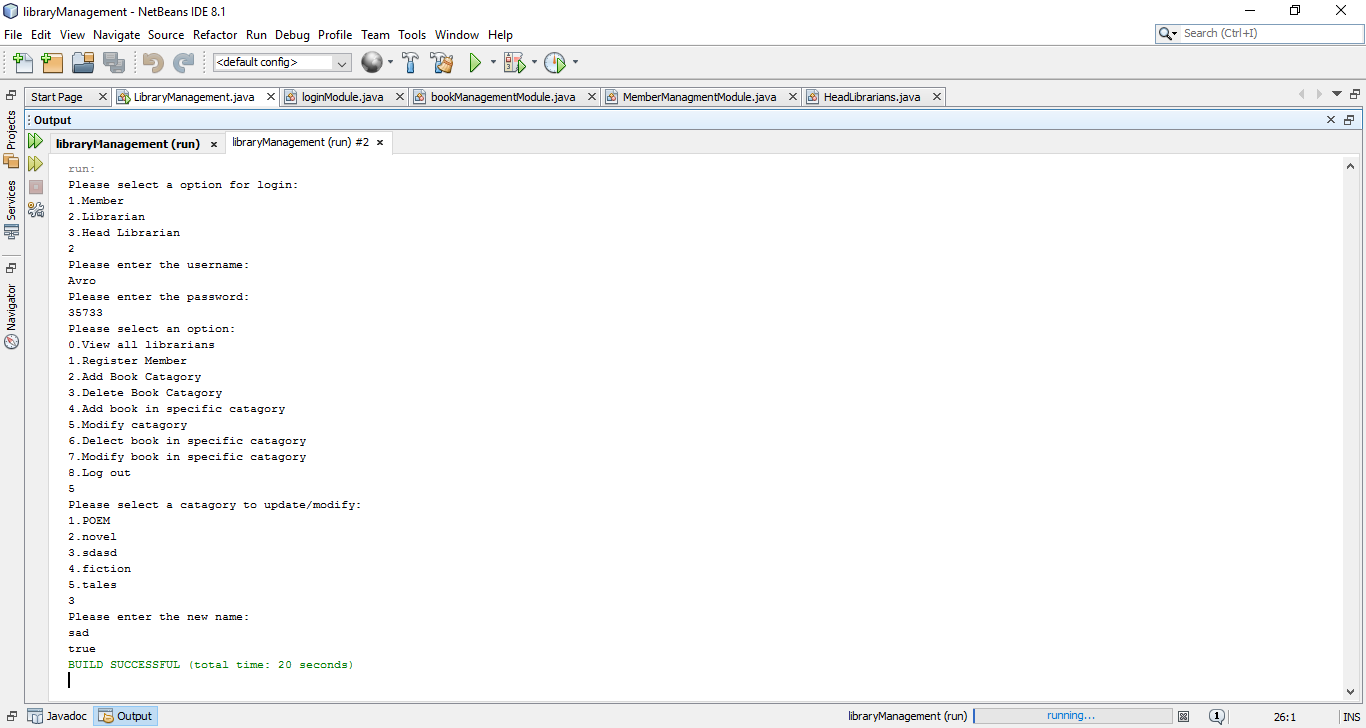 libraryManagement - NetBeans IDE 8.1
File Edit View Navigate Source Refactor Run Debug Profile Team Tools Window Help
Search (Ctrl+I)
<default config>
Start Page
LibraryManagement.java
loginModule.java
bookManagementModule.java
MemberManagmentModule.java
HeadLibrarians.java
Projects
Services
Navigator
Output
libraryManagement (run)
libraryManagement (run) #2
run:
Please select a option for login:
1.Member
2.Librarian
3.Head Librarian
2
Please enter the username:
Avro
Please enter the password:
35733
Please select an option:
0.View all librarians
1.Register Member
2.Add Book Catagory
3.Delete Book Catagory
4.Add book in specific catagory
5.Modify catagory
6.Delect book in specific catagory
7.Modify book in specific catagory
8.Log out
5
Please select a catagory to update/modify:
1.POEM
2.novel
3.sdasd
4.fiction
5.tales
3
Please enter the new name:
sad
true
BUILD SUCCESSFUL (total time: 20 seconds)
Javadoc
Output
libraryManagement (run)
running...
1
26:1
INS